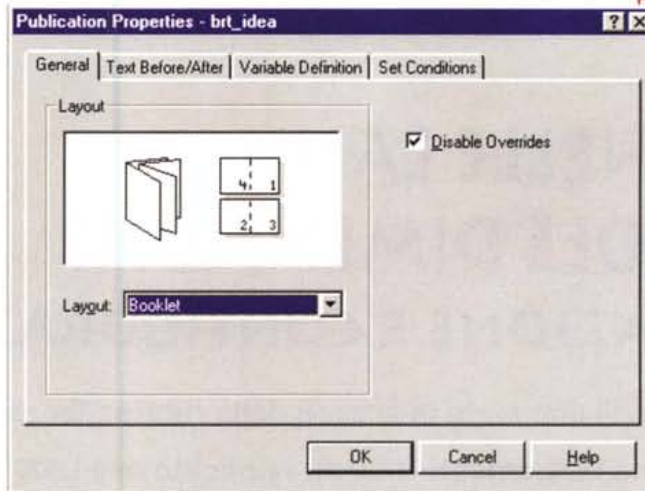 Publication Properties - brt_idea
General Text Before/After Variable Definition Set Conditions
Layout
Disable Overrides
4 1
2 3
Layout: Booklet
OK Cancel Help